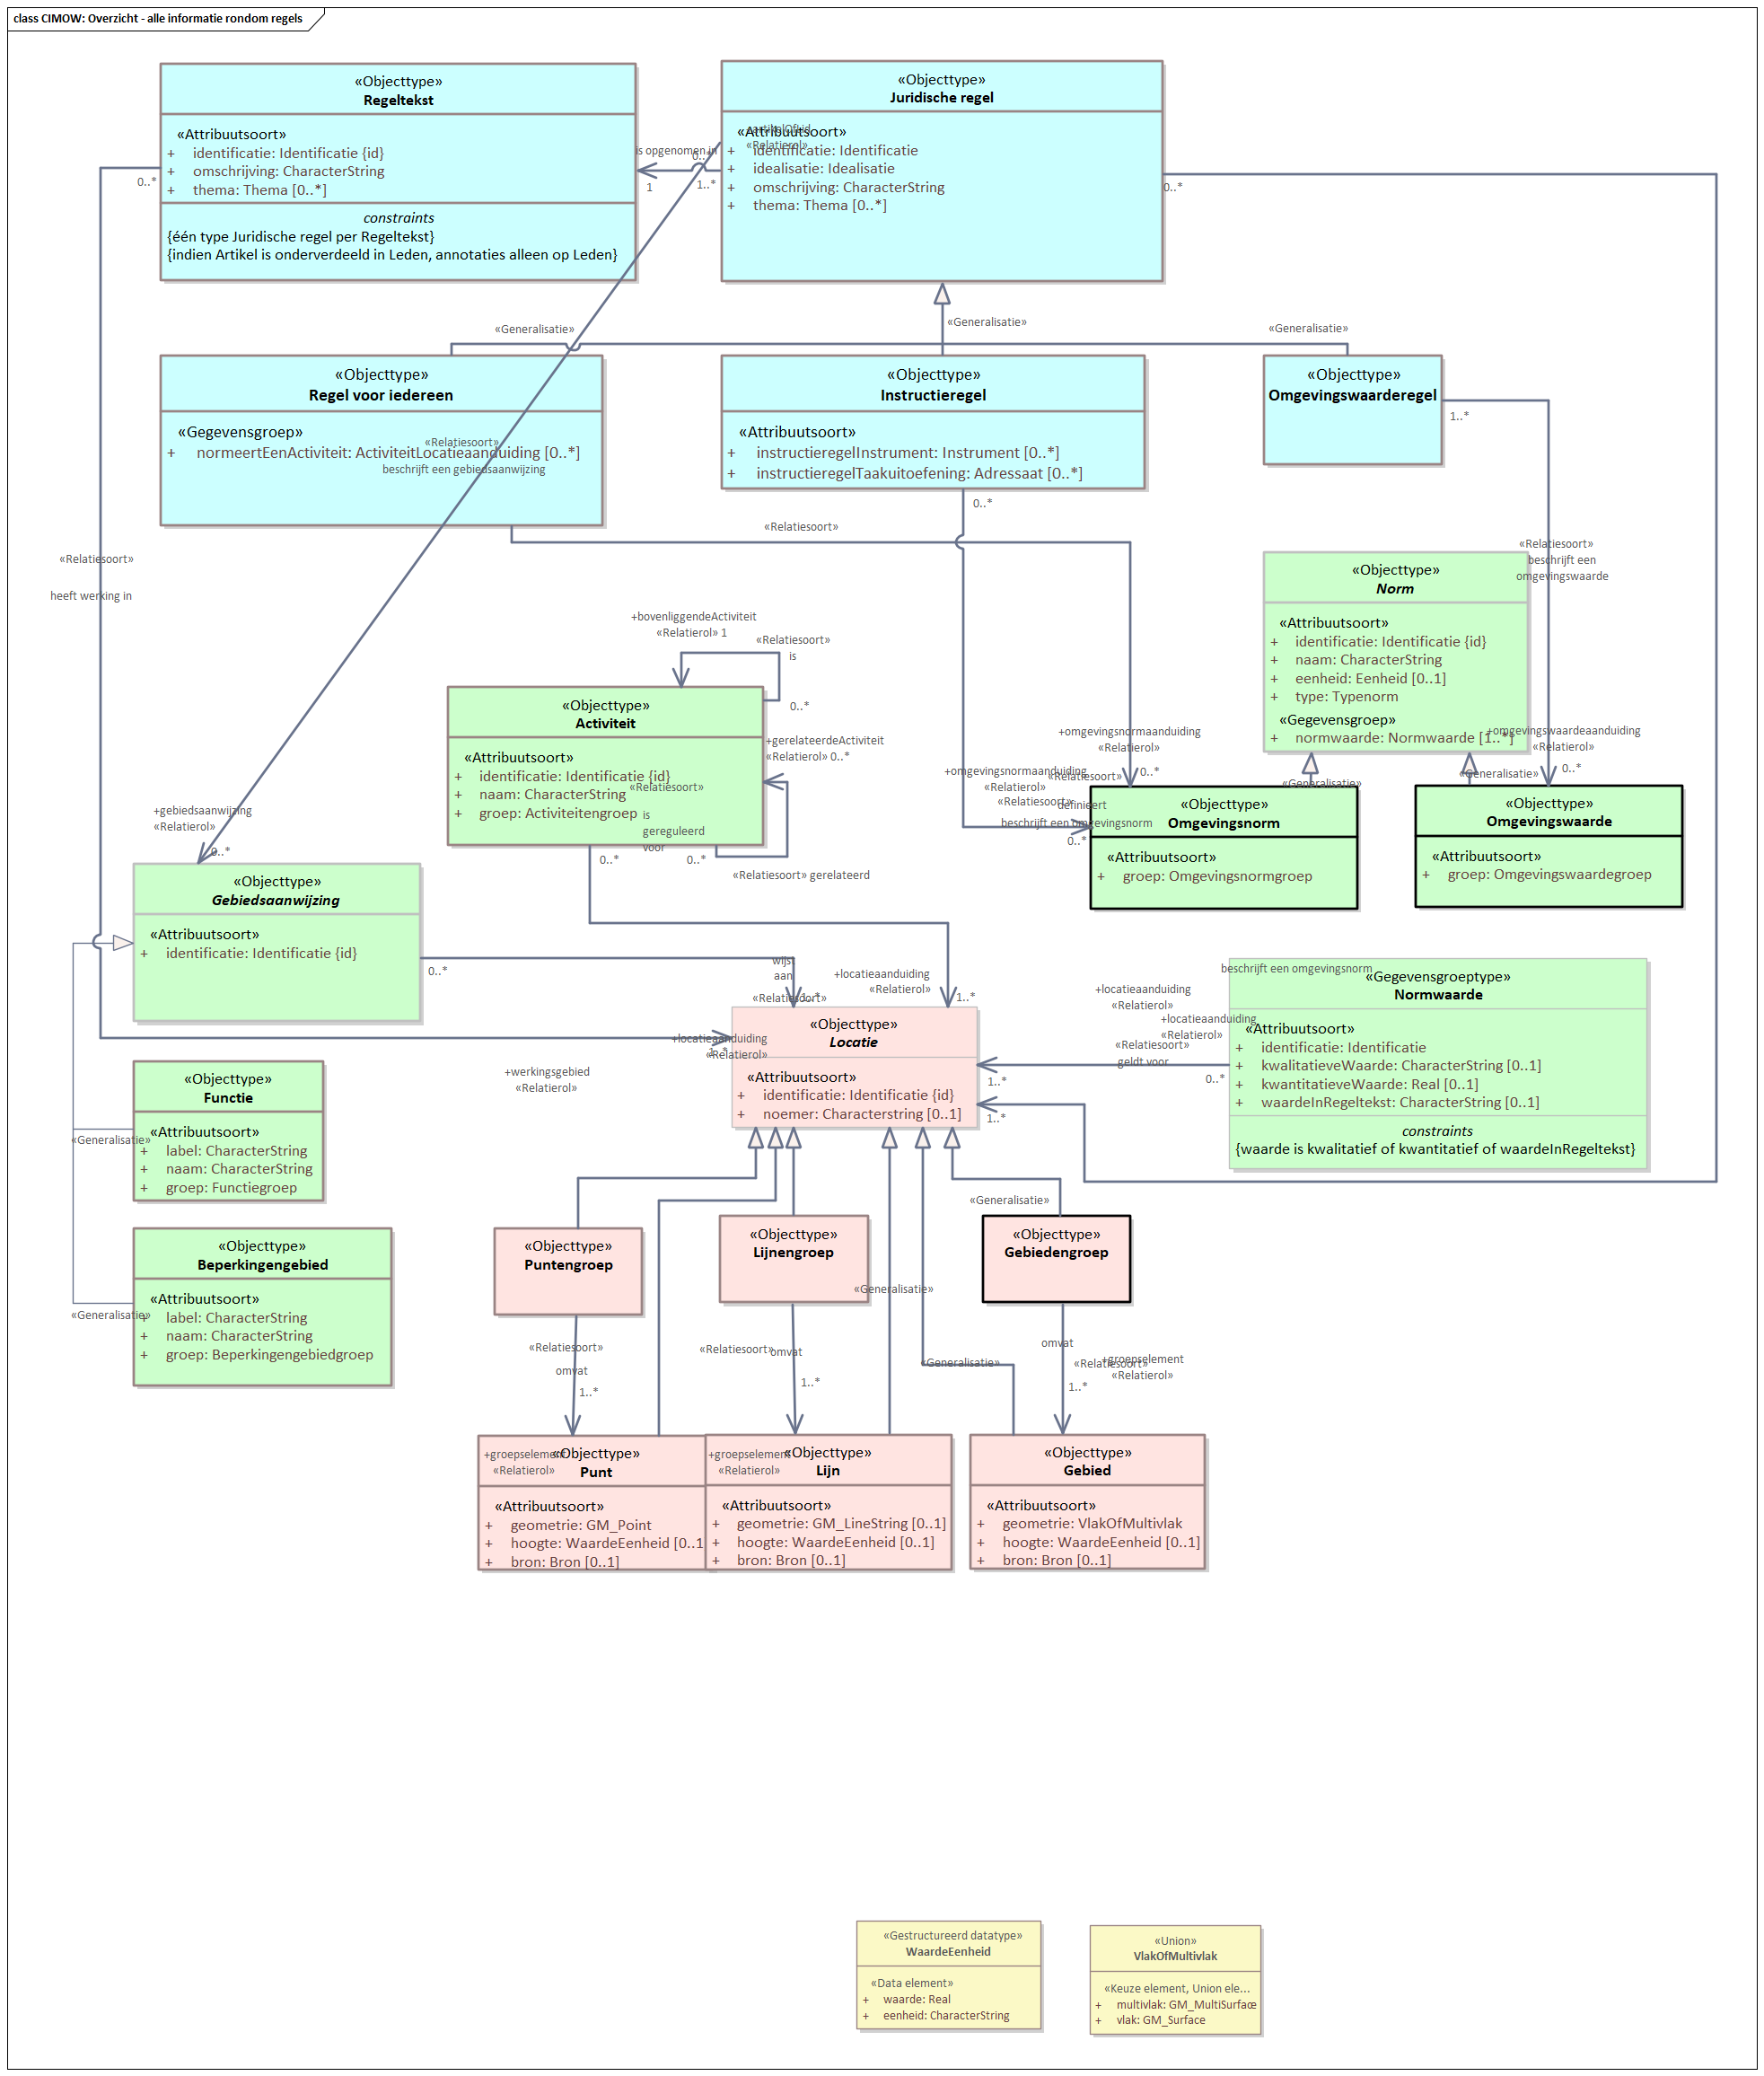 class CIMOW: Overzicht - alle informatie rondom regels
«Objecttype»
Regeltekst
«Attribuutsoort»
+ identificatie: Identificatie {id}
+ omschrijving: CharacterString
+ thema: Thema [0..*]
constraints
{één type Juridische regel per Regeltekst}
{indien Artikel is onderverdeeld in Leden, annotaties alleen op Leden}
«Objecttype»
Juridische regel
«Attribuutsoort»
+artikelOfLid
«Relatierol»
+ identificatie: Identificatie
+ idealisatie: Idealisatie
+ omschrijving: CharacterString
+ thema: Thema [0..*]
is opgenomen in
0..*
1
1..*
0..*
0..*
«Generalisatie»
«Generalisatie»
«Generalisatie»
«Objecttype»
Regel voor iedereen
«Gegevensgroep»
+ normeertEenActiviteit: ActiviteitLocatieaanduiding [0..*]
«Relatiesoort»
beschrijft een gebiedsaanwijzing
«Objecttype»
Instructieregel
«Attribuutsoort»
+ instructieregelInstrument: Instrument [0..*]
+ instructieregelTaakuitoefening: Adressaat [0..*]
0..*
«Objecttype»
Omgevingswaarderegel
1..*
«Relatiesoort»
«Relatiesoort»
beschrijft een
omgevingswaarde
«Relatiesoort»
heeft werking in
«Objecttype»
Norm
«Attribuutsoort»
+ identificatie: Identificatie {id}
+ naam: CharacterString
+ eenheid: Eenheid [0..1]
+ type: Typenorm
«Gegevensgroep»
+ normwaarde: Normwaarde [1..*]
+bovenliggendeActiviteit
«Relatierol» 1
«Relatiesoort»
is
0..*
«Objecttype»
Activiteit
«Attribuutsoort»
+ identificatie: Identificatie {id}
+ naam: CharacterString
+ groep: Activiteitengroep
«Relatiesoort»
is
gereguleerd
voor
+gerelateerdeActiviteit
«Relatierol» 0..*
0..*
0..*
«Relatiesoort» gerelateerd
+omgevingsnormaanduiding
«Relatierol»
0..*
+omgevingsnormaanduiding
«Relatierol»
«Relatiesoort»
«Relatiesoort»
definieert
beschrijft een omgevingsnorm
0..*
+omgevingswaardeaanduiding
«Relatierol»
0..*
«Generalisatie»
«Generalisatie»
«Objecttype»
Omgevingsnorm
«Attribuutsoort»
+ groep: Omgevingsnormgroep
«Objecttype»
Omgevingswaarde
«Attribuutsoort»
+ groep: Omgevingswaardegroep
+gebiedsaanwijzing
«Relatierol»
0..*
«Objecttype»
Gebiedsaanwijzing
«Attribuutsoort»
+ identificatie: Identificatie {id}
0..*
wijst
aan
«Relatiesoort»
1..*
+locatieaanduiding
«Relatierol»
1..*
+locatieaanduiding
«Relatierol»
1..*
+werkingsgebied
«Relatierol»
«Objecttype»
Locatie
«Attribuutsoort»
+ identificatie: Identificatie {id}
+ noemer: Characterstring [0..1]
+locatieaanduiding
«Relatierol»
+locatieaanduiding
«Relatierol»
«Relatiesoort»
geldt voor
1..*
0..*
1..*
beschrijft een omgevingsnorm
«Gegevensgroeptype»
Normwaarde
«Attribuutsoort»
+ identificatie: Identificatie
+ kwalitatieveWaarde: CharacterString [0..1]
+ kwantitatieveWaarde: Real [0..1]
+ waardeInRegeltekst: CharacterString [0..1]
constraints
{waarde is kwalitatief of kwantitatief of waardeInRegeltekst}
«Objecttype»
Functie
«Attribuutsoort»
+ label: CharacterString
+ naam: CharacterString
+ groep: Functiegroep
«Generalisatie»
«Objecttype»
Beperkingengebied
«Attribuutsoort»
+ label: CharacterString
+ naam: CharacterString
+ groep: Beperkingengebiedgroep
«Generalisatie»
«Objecttype»
Puntengroep
«Objecttype»
Lijnengroep
«Generalisatie»
«Objecttype»
Gebiedengroep
«Generalisatie»
«Generalisatie»
«Relatiesoort»
omvat
1..*
«Relatiesoort»
omvat
1..*
omvat
«Relatiesoort»
+groepselement
«Relatierol»
1..*
+groepselement
«Relatierol»
«Objecttype»
Punt
«Attribuutsoort»
+ geometrie: GM_Point
+ hoogte: WaardeEenheid [0..1
+ bron: Bron [0..1]
+groepselement
«Relatierol»
«Objecttype»
Lijn
«Attribuutsoort»
+ geometrie: GM_LineString [0..1]
+ hoogte: WaardeEenheid [0..1]
+ bron: Bron [0..1]
«Objecttype»
Gebied
«Attribuutsoort»
+ geometrie: VlakOfMultivlak
+ hoogte: WaardeEenheid [0..1]
+ bron: Bron [0..1]
«Gestructureerd datatype»
WaardeEenheid
«Data element»
+ waarde: Real
+ eenheid: CharacterString
«Union»
VlakOfMultivlak
«Keuze element, Union ele...
+ multivlak: GM_MultiSurface
+ vlak: GM_Surface